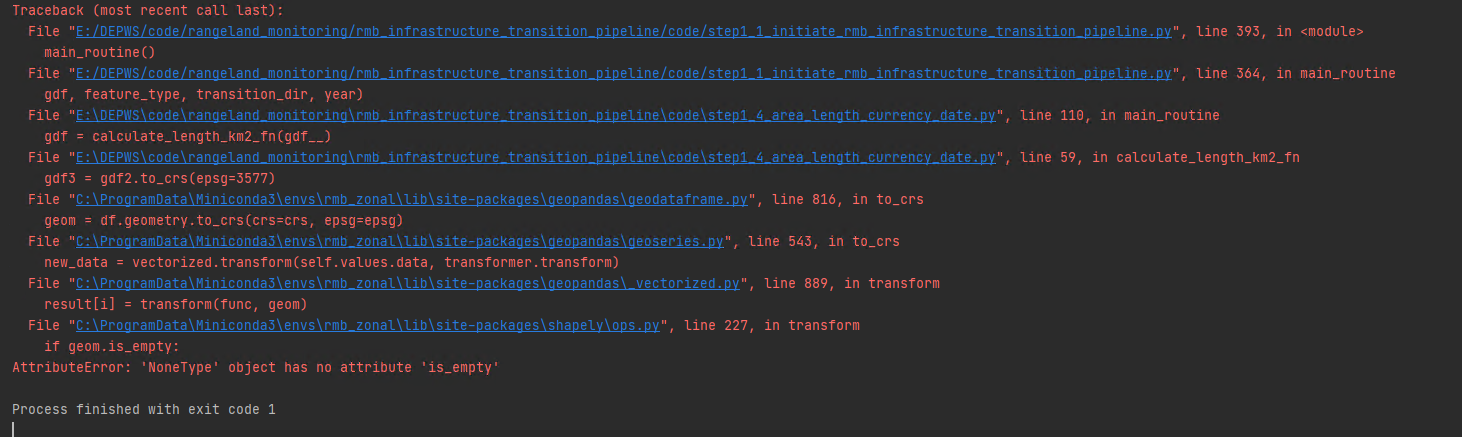 Traceback (most recent call last):
  File "E:/DEPWS/code/rangeland_monitoring/rmb_infrastructure_transition_pipeline/code/step1_1_initiate_rmb_infrastructure_transition_pipeline.py", line 393, in <module>
    main_routine()
  File "E:/DEPWS/code/rangeland_monitoring/rmb_infrastructure_transition_pipeline/code/step1_1_initiate_rmb_infrastructure_transition_pipeline.py", line 364, in main_routine
    gdf, feature_type, transition_dir, year)
  File "E:\DEPWS\code\rangeland_monitoring\rmb_infrastructure_transition_pipeline\code\step1_4_area_length_currency_date.py", line 110, in main_routine
    gdf = calculate_length_km2_fn(gdf__)
  File "E:\DEPWS\code\rangeland_monitoring\rmb_infrastructure_transition_pipeline\code\step1_4_area_length_currency_date.py", line 59, in calculate_length_km2_fn
    gdf3 = gdf2.to_crs(epsg=3577)
  File "C:\ProgramData\Miniconda3\envs\rmb_zonal\lib\site-packages\geopandas\geodataframe.py", line 816, in to_crs
    geom = df.geometry.to_crs(crs=crs, epsg=epsg)
  File "C:\ProgramData\Miniconda3\envs\rmb_zonal\lib\site-packages\geopandas\geoseries.py", line 543, in to_crs
    new_data = vectorized.transform(self.values.data, transformer.transform)
  File "C:\ProgramData\Miniconda3\envs\rmb_zonal\lib\site-packages\geopandas\_vectorized.py", line 889, in transform
    result[i] = transform(func, geom)
  File "C:\ProgramData\Miniconda3\envs\rmb_zonal\lib\site-packages\shapely\ops.py", line 227, in transform
    if geom.is_empty:
AttributeError: 'NoneType' object has no attribute 'is_empty'
Process finished with exit code 1